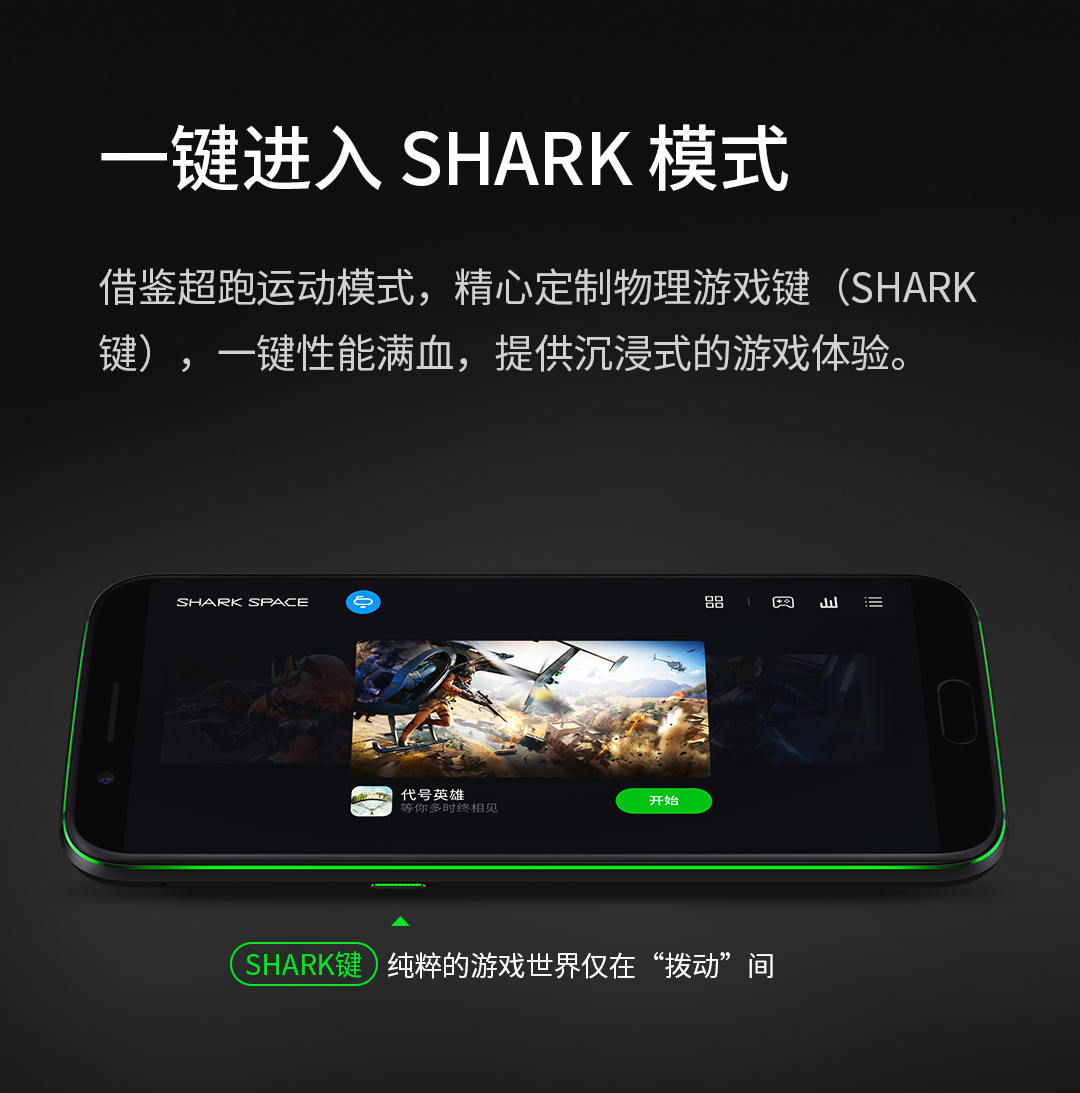 一键进入 SHARK 模式
借鉴超跑运动模式，精心定制物理游戏键（SHARK
键），一键性能满血，提供沉浸式的游戏体验。
SHARK SPACE
代号英雄
等你多时终相见
开始
SHARK键 纯粹的游戏世界仅在“拨动”间